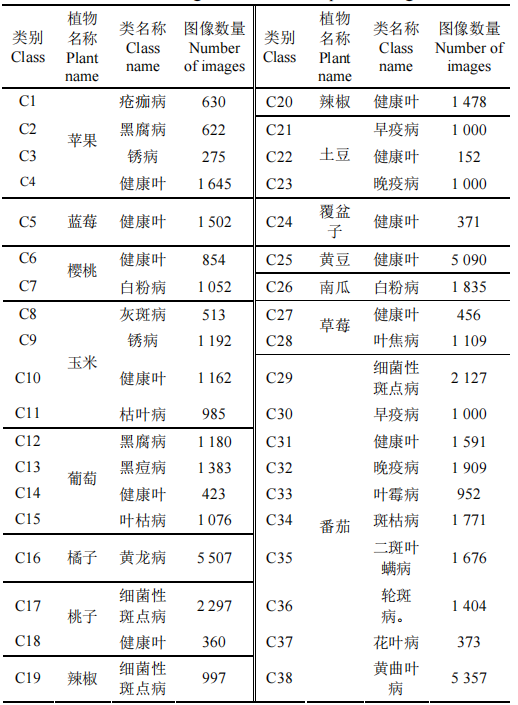 类别 Class 植物名称 Plant name 类名称 Class name 图像数量 Number of images
C1 苹果 疮痂病 630
C2 黑腐病 622
C3 锈病 275
C4 健康叶 1 645
C5 蓝莓 健康叶 1 502
C6 樱桃 健康叶 854
C7 白粉病 1 052
C8 玉米 灰斑病 513
C9 锈病 1 192
C10 健康叶 1 162
C11 枯叶病 985
C12 葡萄 黑腐病 1 180
C13 黑痘病 1 383
C14 健康叶 423
C15 叶枯病 1 076
C16 橘子 黄龙病 5 507
C17 桃子 细菌性斑点病 2 297
C18 健康叶 360
C19 辣椒 细菌性斑点病 997
类别 Class 植物名称 Plant name 类名称 Class name 图像数量 Number of images
C20 辣椒 健康叶 1 478
C21 土豆 早疫病 1 000
C22 健康叶 152
C23 晚疫病 1 000
C24 覆盆子 健康叶 371
C25 黄豆 健康叶 5 090
C26 南瓜 白粉病 1 835
C27 草莓 健康叶 456
C28 叶焦病 1 109
C29 番茄 细菌性斑点病 2 127
C30 早疫病 1 000
C31 健康叶 1 591
C32 晚疫病 1 909
C33 叶霉病 952
C34 斑枯病 1 771
C35 二斑叶螨病 1 676
C36 轮斑病。 1 404
C37 花叶病 373
C38 黄曲叶病 5 357